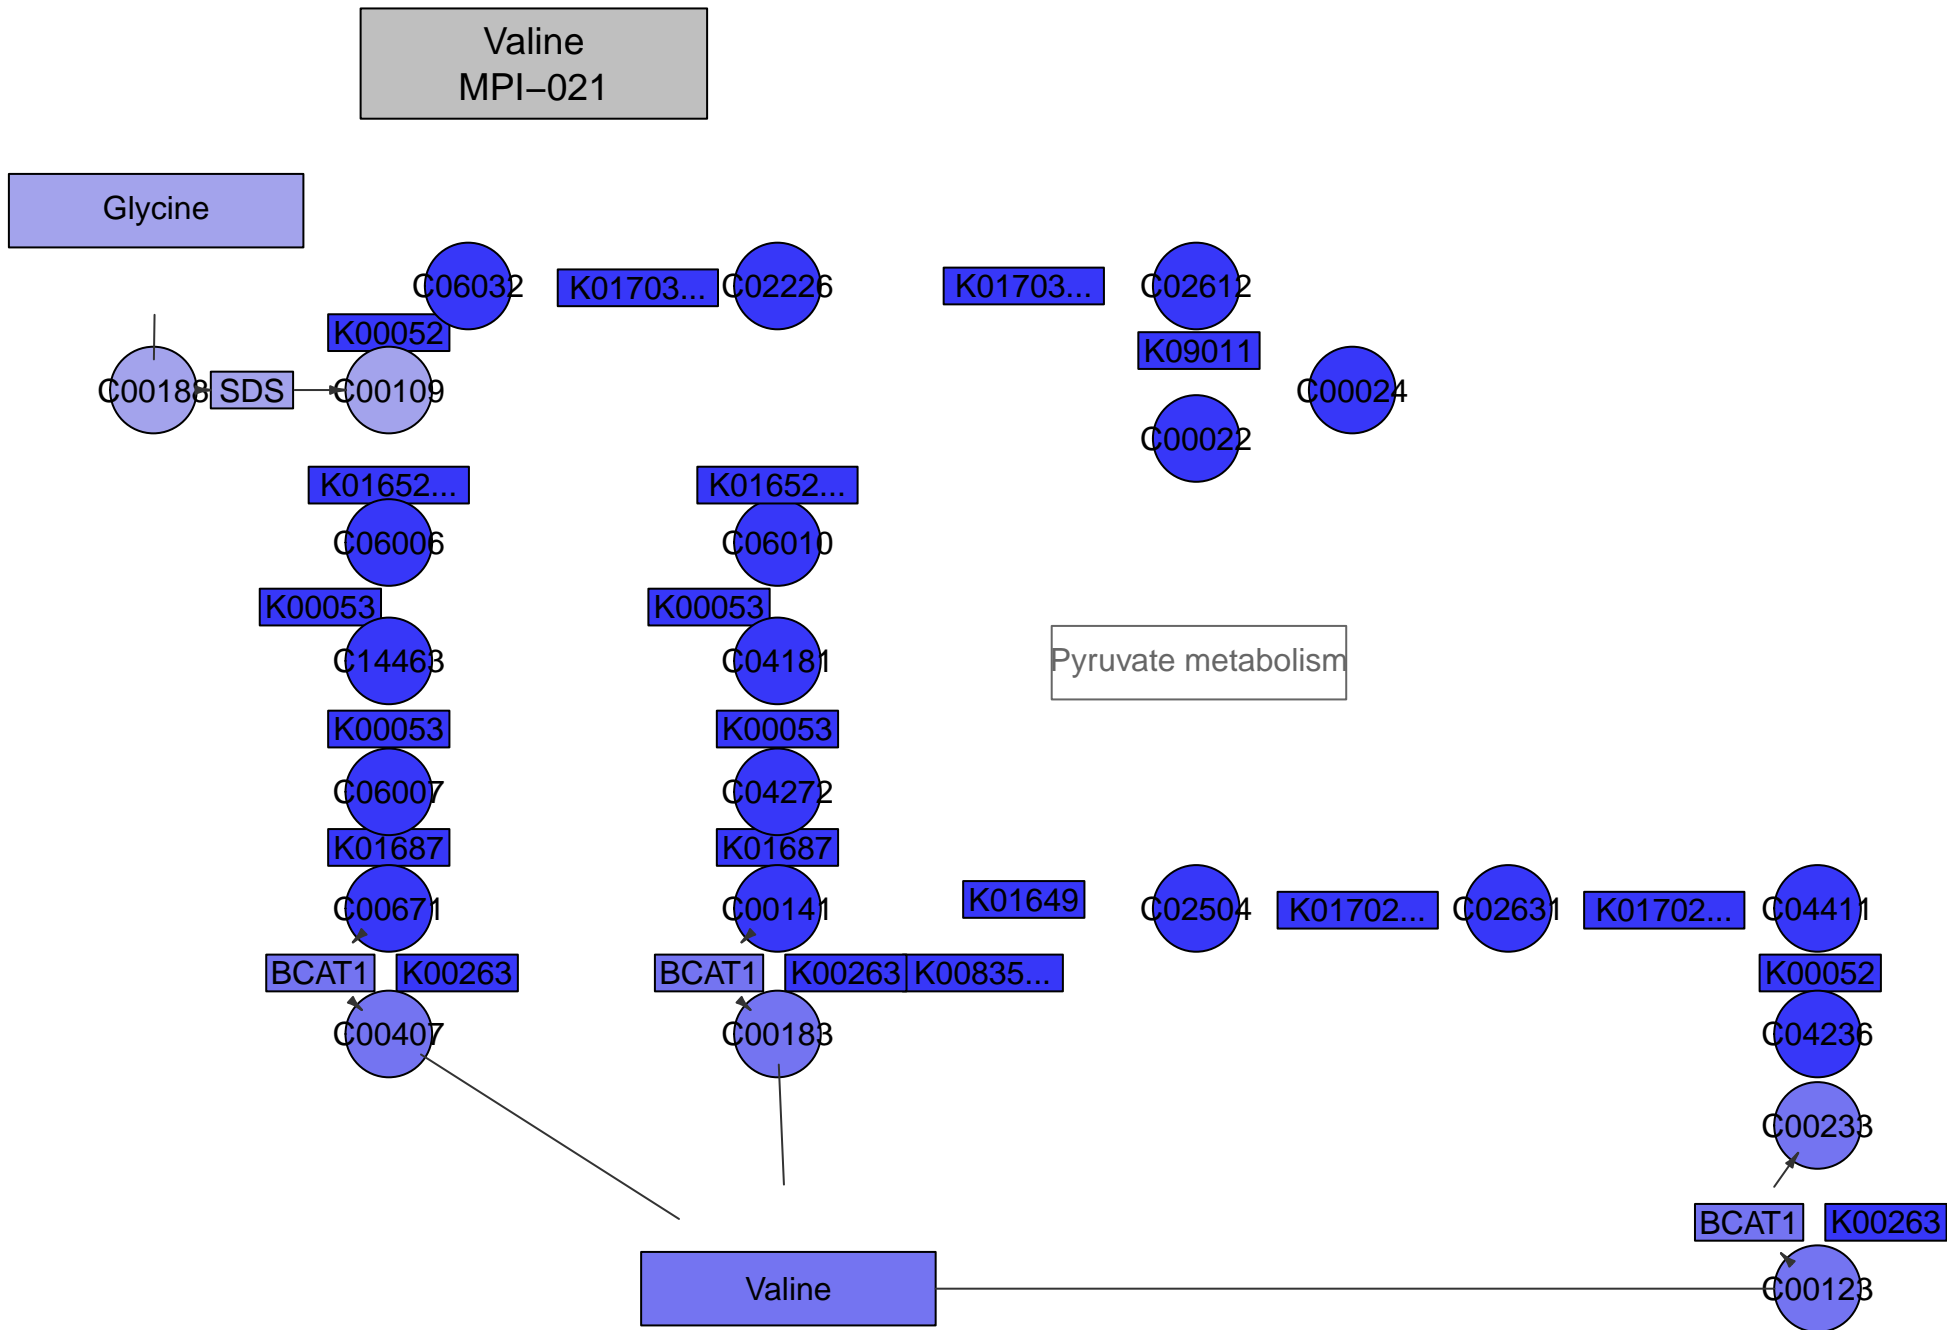 Valine
MPI−021
Glycine
C06032
K01703...
C02226
K01703...
C02612
K00052
K09011
C00188
SDS
C00109
C00024
C00022
K01652...
K01652...
C06006
C06010
K00053
K00053
C14463
C04181
Pyruvate metabolism
K00053
K00053
C06007
C04272
K01687
K01687
C00671
C00141
K01649
C02504
K01702...
C02631
K01702...
C04411
BCAT1
K00263
BCAT1
K00263
K00835...
K00052
C00407
C00183
C04236
C00233
BCAT1
K00263
Valine
C00123